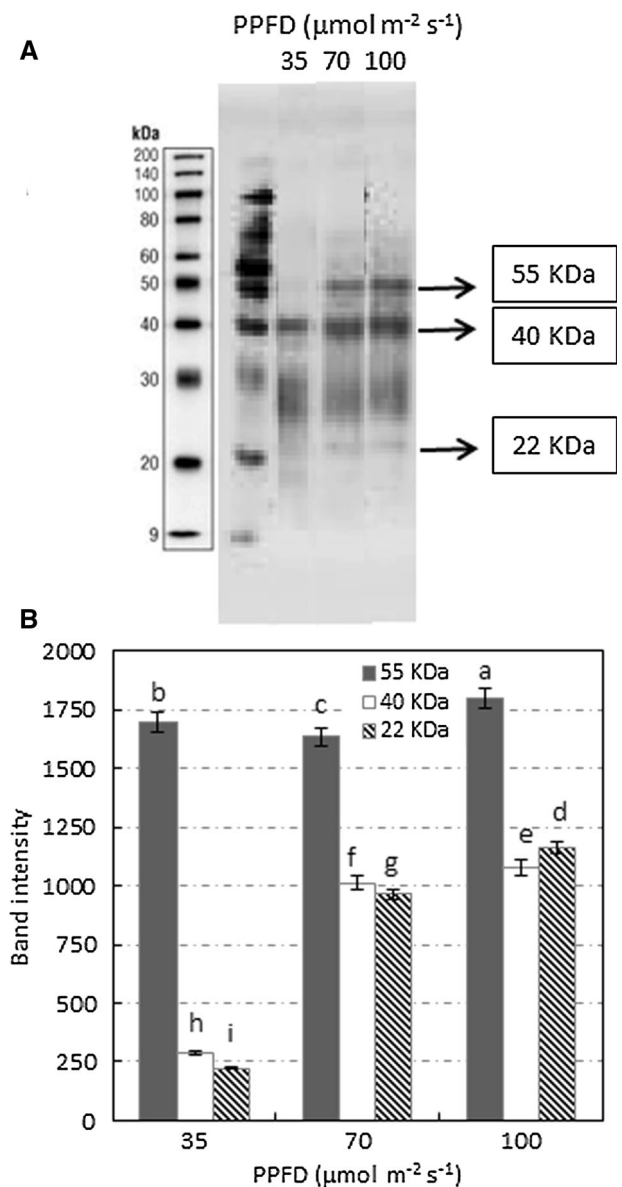 PPFD (µmol m⁻² s⁻¹)
A
35 70 100
kDa
200
140
100
80
60
50
40
30
20
9
55 KDa
40 KDa
22 KDa
B
2000
1750
1500
1250
1000
750
500
250
0
Band intensity
55 KDa
40 KDa
22 KDa
b
h
i
c
f
g
a
e
d
35 70 100
PPFD (µmol m⁻² s⁻¹)